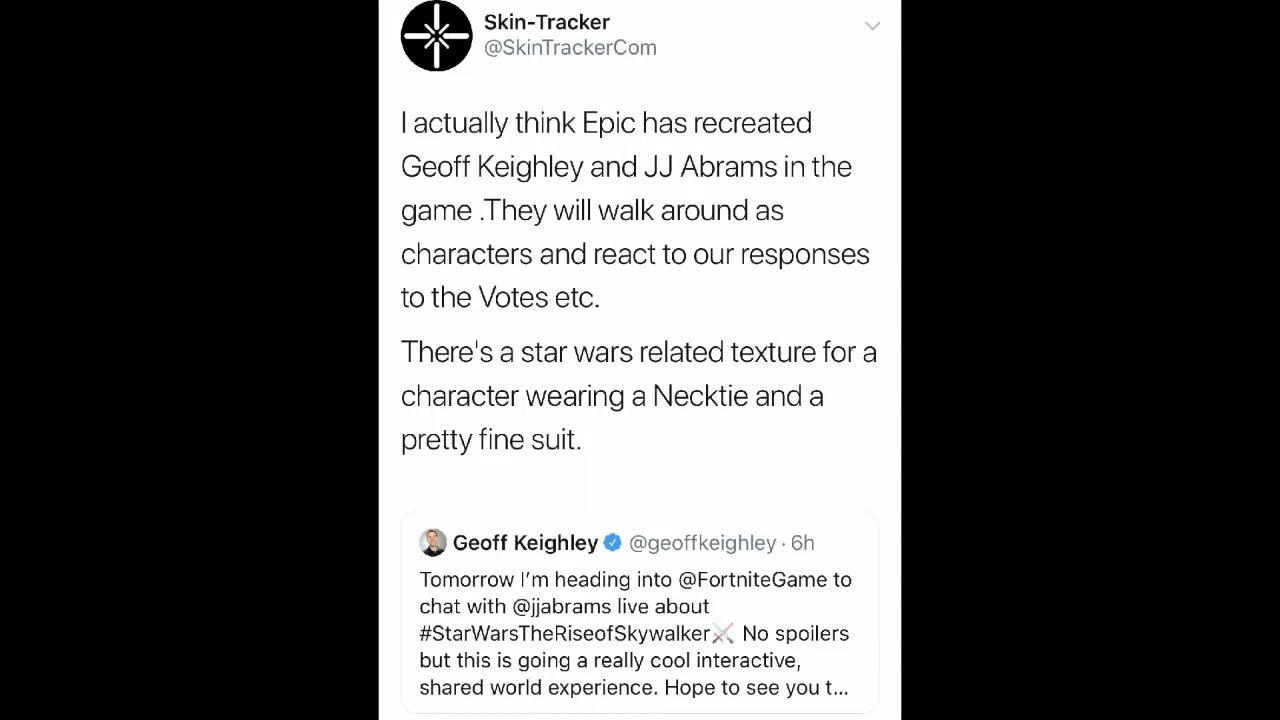 Skin-Tracker
@SkinTrackerCom
I actually think Epic has recreated
Geoff Keighley and JJ Abrams in the
game .They will walk around as
characters and react to our responses
to the Votes etc.
There's a star wars related texture for a
character wearing a Necktie and a
pretty fine suit.
Geoff Keighley @geoffkeighley · 6h
Tomorrow I'm heading into @FortniteGame to
chat with @jjabrams live about
#StarWarsTheRiseofSkywalker⚔️ No spoilers
but this is going a really cool interactive,
shared world experience. Hope to see you t...